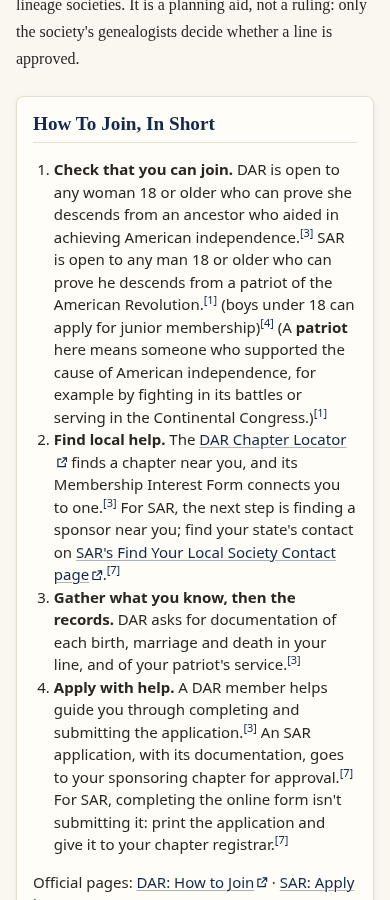 lineage societies. It is a planning aid, not a ruling: only
the society's genealogists decide whether a line is
approved.
How To Join, In Short
1. Check that you can join. DAR is open to
any woman 18 or older who can prove she
descends from an ancestor who aided in
achieving American independence.[3] SAR
is open to any man 18 or older who can
prove he descends from a patriot of the
American Revolution.[1] (boys under 18 can
apply for junior membership)[4] (A patriot
here means someone who supported the
cause of American independence, for
example by fighting in its battles or
serving in the Continental Congress.)[1]
2. Find local help. The DAR Chapter Locator
finds a chapter near you, and its
Membership Interest Form connects you
to one.[3] For SAR, the next step is finding a
sponsor near you; find your state's contact
on SAR's Find Your Local Society Contact
page.[7]
3. Gather what you know, then the
records. DAR asks for documentation of
each birth, marriage and death in your
line, and of your patriot's service.[3]
4. Apply with help. A DAR member helps
guide you through completing and
submitting the application.[3] An SAR
application, with its documentation, goes
to your sponsoring chapter for approval.[7]
For SAR, completing the online form isn't
submitting it: print the application and
give it to your chapter registrar.[7]
Official pages: DAR: How to Join · SAR: Apply